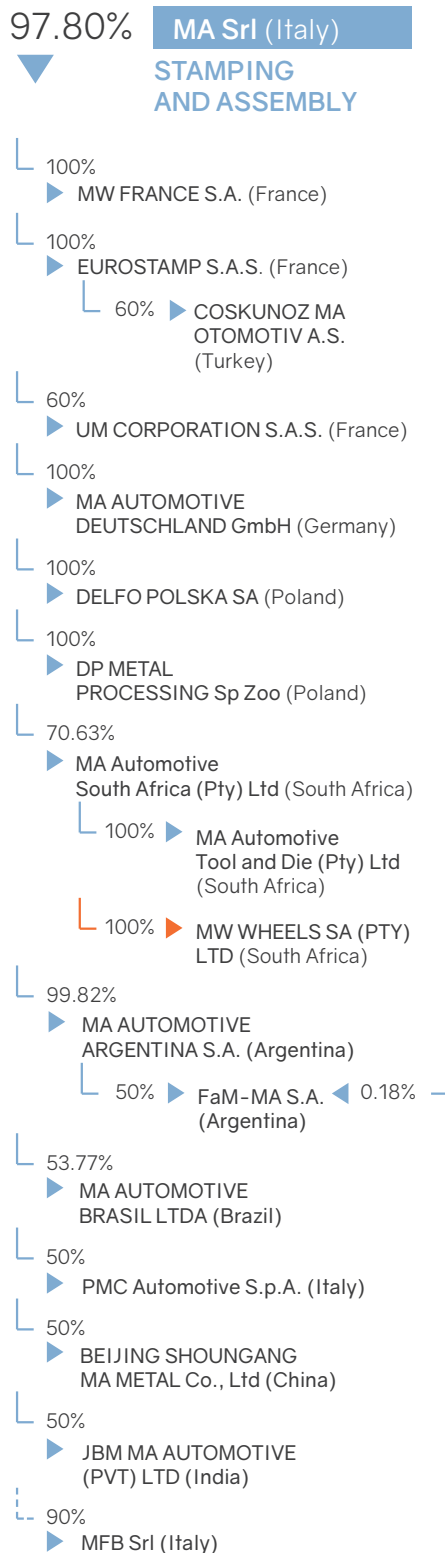 97.80% MA Srl (Italy)
STAMPING
AND ASSEMBLY
100%
MW FRANCE S.A. (France)
100%
EUROSTAMP S.A.S. (France)
60% COSKUNOZ MA
OTOMOTIV A.S.
(Turkey)
60%
UM CORPORATION S.A.S. (France)
100%
MA AUTOMOTIVE
DEUTSCHLAND GmbH (Germany)
100%
DELFO POLSKA SA (Poland)
100%
DP METAL
PROCESSING Sp Zoo (Poland)
70.63%
MA Automotive
South Africa (Pty) Ltd (South Africa)
100% MA Automotive
Tool and Die (Pty) Ltd
(South Africa)
100% MW WHEELS SA (PTY)
LTD (South Africa)
99.82%
MA AUTOMOTIVE
ARGENTINA S.A. (Argentina)
50% FaM-MA S.A. 0.18%
(Argentina)
53.77%
MA AUTOMOTIVE
BRASIL LTDA (Brazil)
50%
PMC Automotive S.p.A. (Italy)
50%
BEIJING SHOUNGANG
MA METAL Co., Ltd (China)
50%
JBM MA AUTOMOTIVE
(PVT) LTD (India)
90%
MFB Srl (Italy)